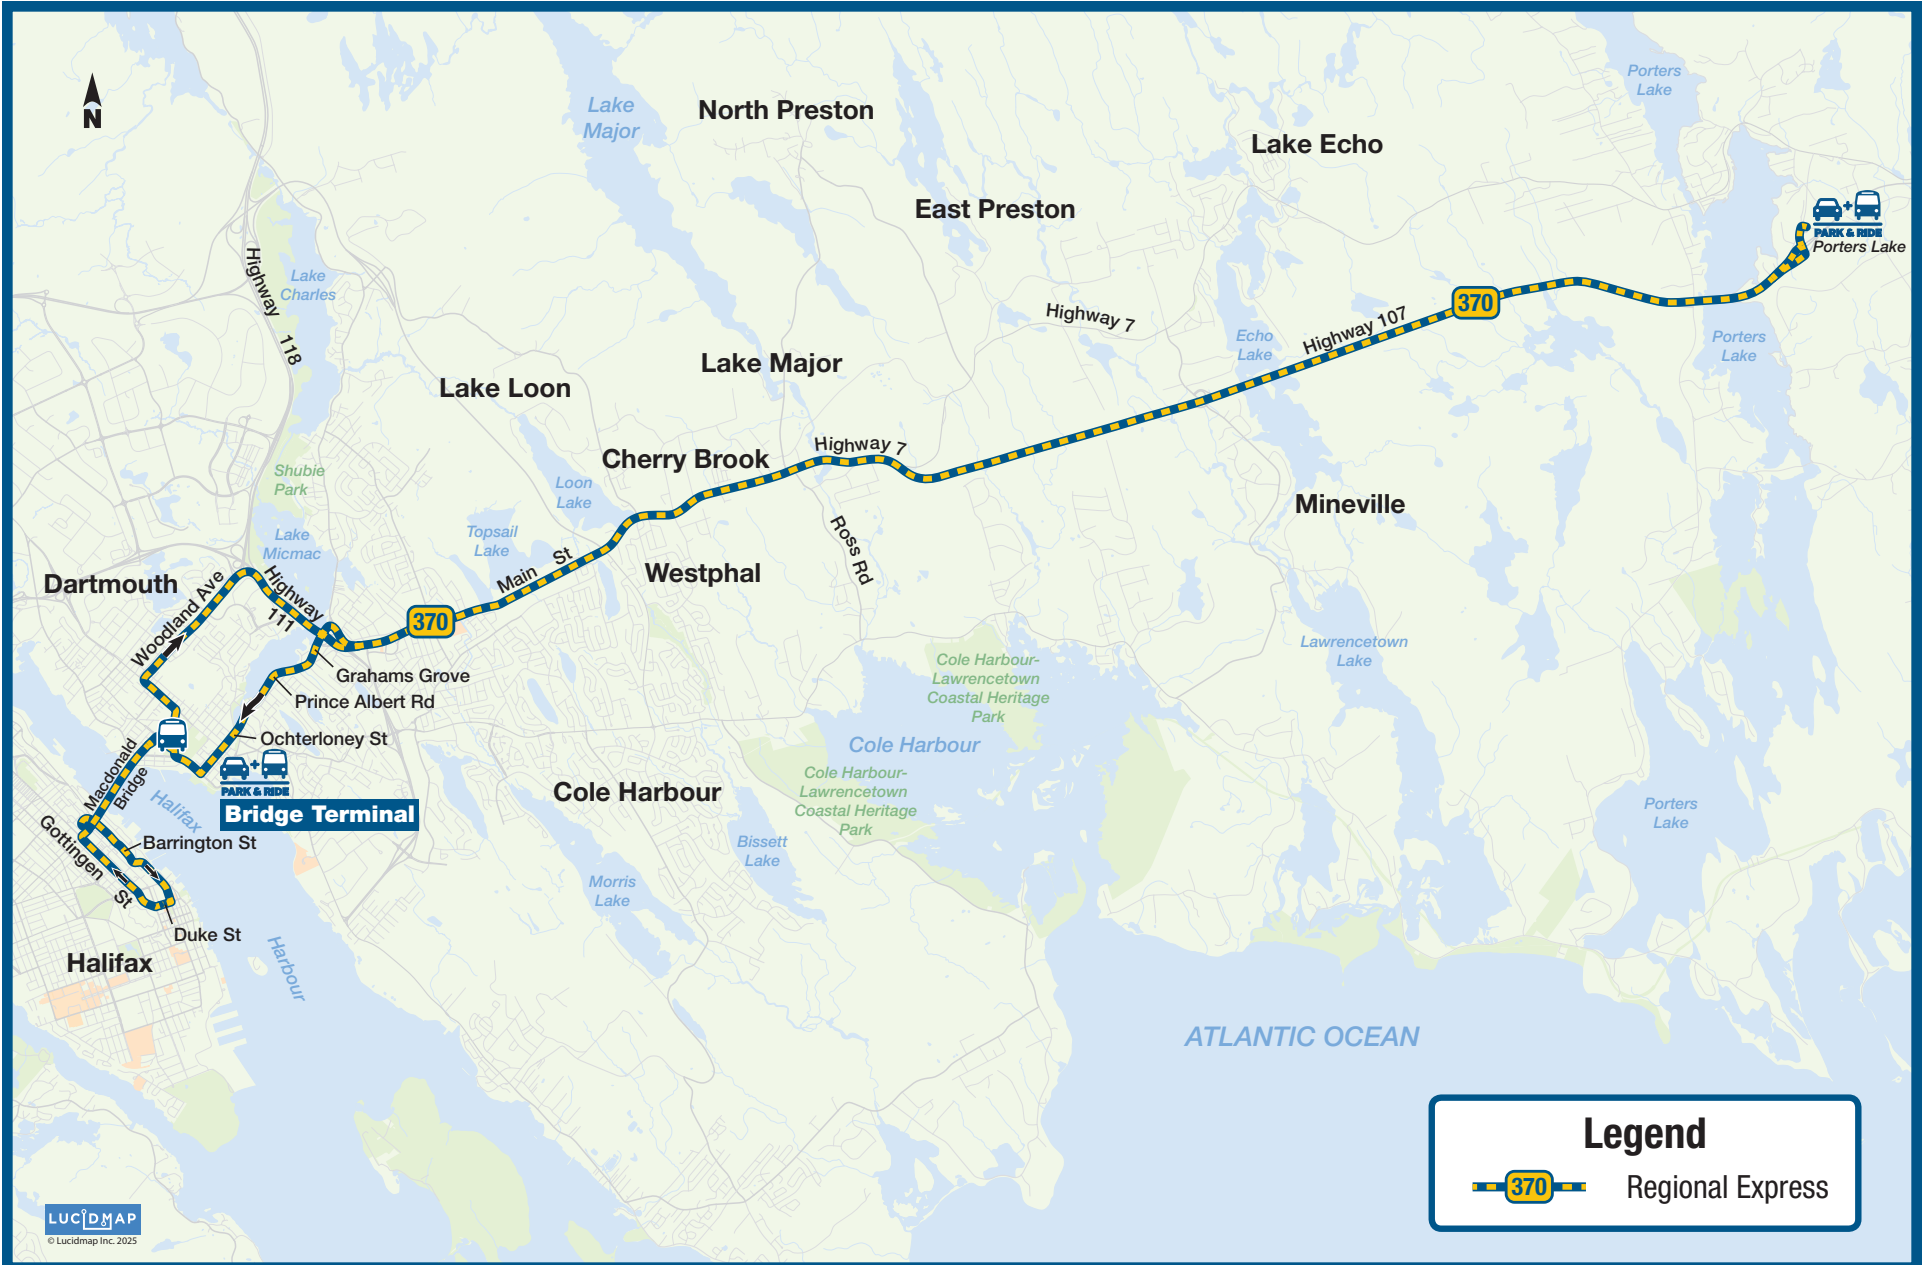 N
Lake
Major
North Preston
Lake Echo
Porters
Lake
East Preston
PARK & RIDE
Porters Lake
Highway 118
Lake
Charles
Highway 7
370
Highway 107
Echo
Lake
Porters
Lake
Lake Major
Lake Loon
Highway 7
Cherry Brook
Shubie
Park
Loon
Lake
Mineville
Lake
Micmac
Topsail
Lake
Main St
Ross Rd
Westphal
Dartmouth
Woodland Ave
Highway
111
370
Grahams Grove
Prince Albert Rd
Ochterloney St
Lawrencetown
Lake
Cole Harbour-
Lawrencetown
Coastal Heritage
Park
Cole Harbour
Macdonald
Bridge
PARK & RIDE
Bridge Terminal
Halifax
Harbour
Cole Harbour
Cole Harbour-
Lawrencetown
Coastal Heritage
Park
Porters
Lake
Gottingen St
Barrington St
Bissett
Lake
Morris
Lake
Duke St
Halifax
ATLANTIC OCEAN
Legend
370 Regional Express
LUCIDMAP
© Lucidmap Inc. 2025